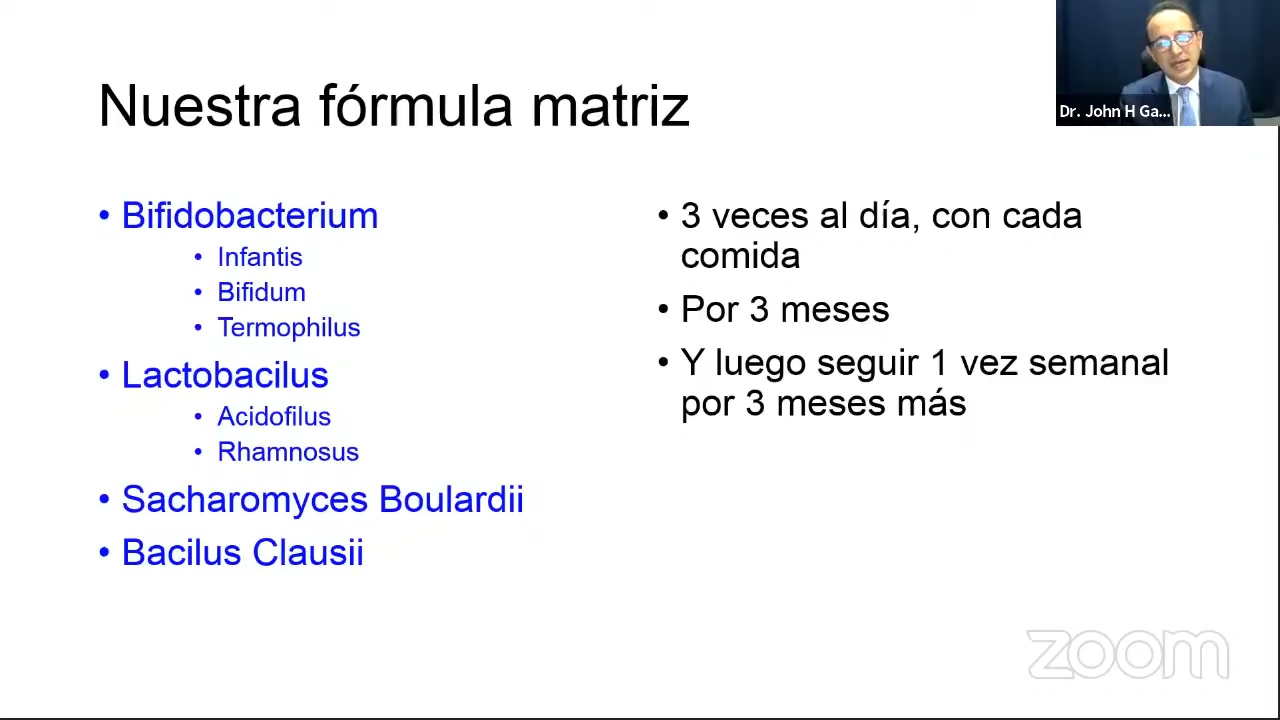 Nuestra fórmula matriz
Dr. John H Ga...
• Bifidobacterium
• Infantis
• Bifidum
• Termophilus
• Lactobacilus
• Acidofilus
• Rhamnosus
• Sacharomyces Boulardii
• Bacilus Clausii
• 3 veces al día, con cada
comida
• Por 3 meses
• Y luego seguir 1 vez semanal
por 3 meses más
zoom